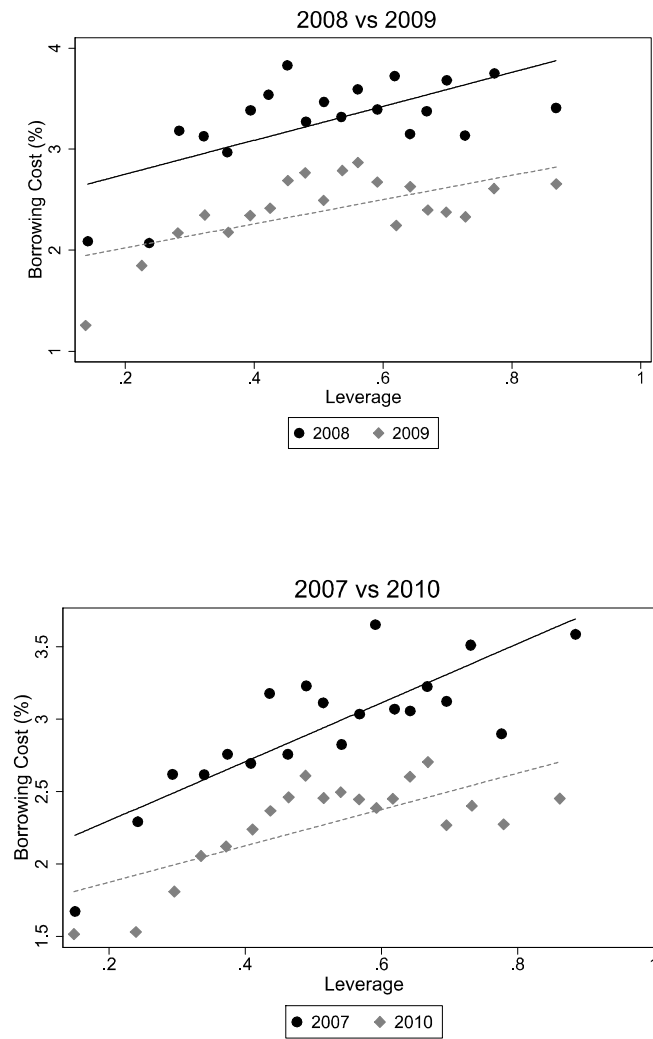 2008 vs 2009
4
3
2
1
Borrowing Cost (%)
.2 .4 .6 .8 1
Leverage
2008 2009
2007 vs 2010
3.5
3
2.5
2
1.5
Borrowing Cost (%)
.2 .4 .6 .8 1
Leverage
2007 2010